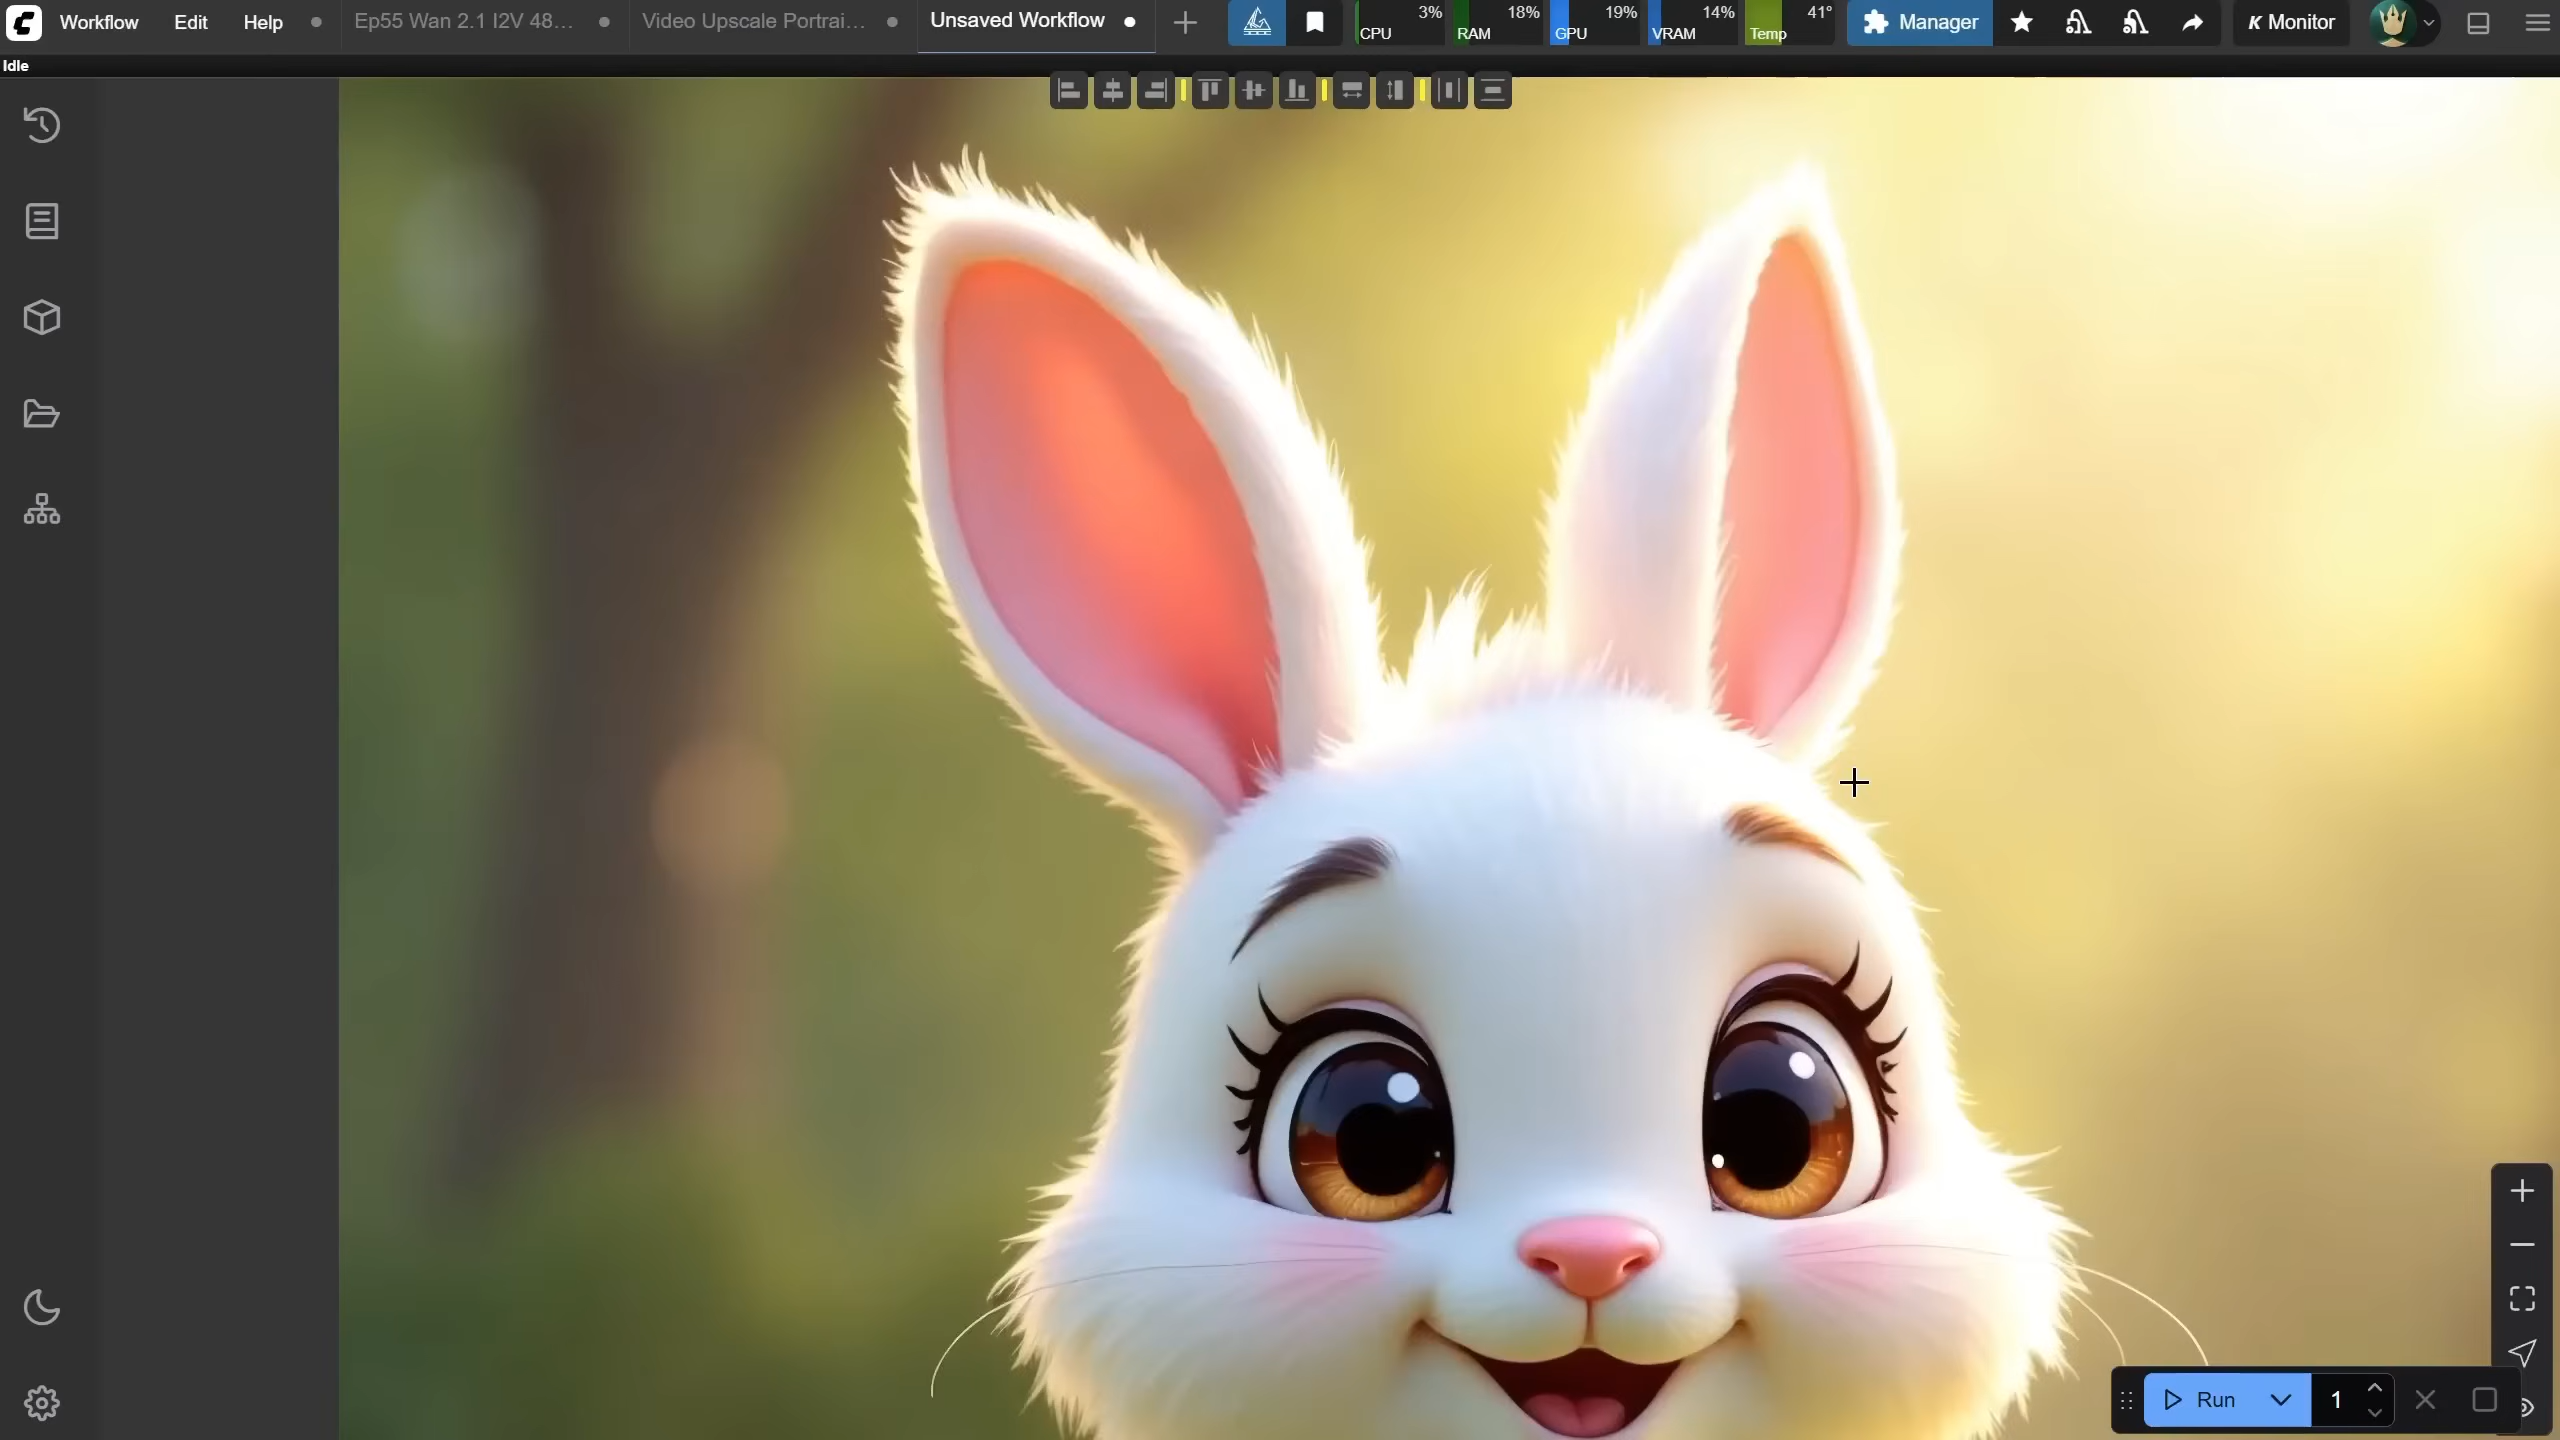 Workflow Edit Help Ep55 Wan 2.1 I2V 48... Video Upscale Portrai... Unsaved Workflow
CPU 3% RAM 18% GPU 19% VRAM 14% Temp 41°
Manager Monitor
Idle
Run 1